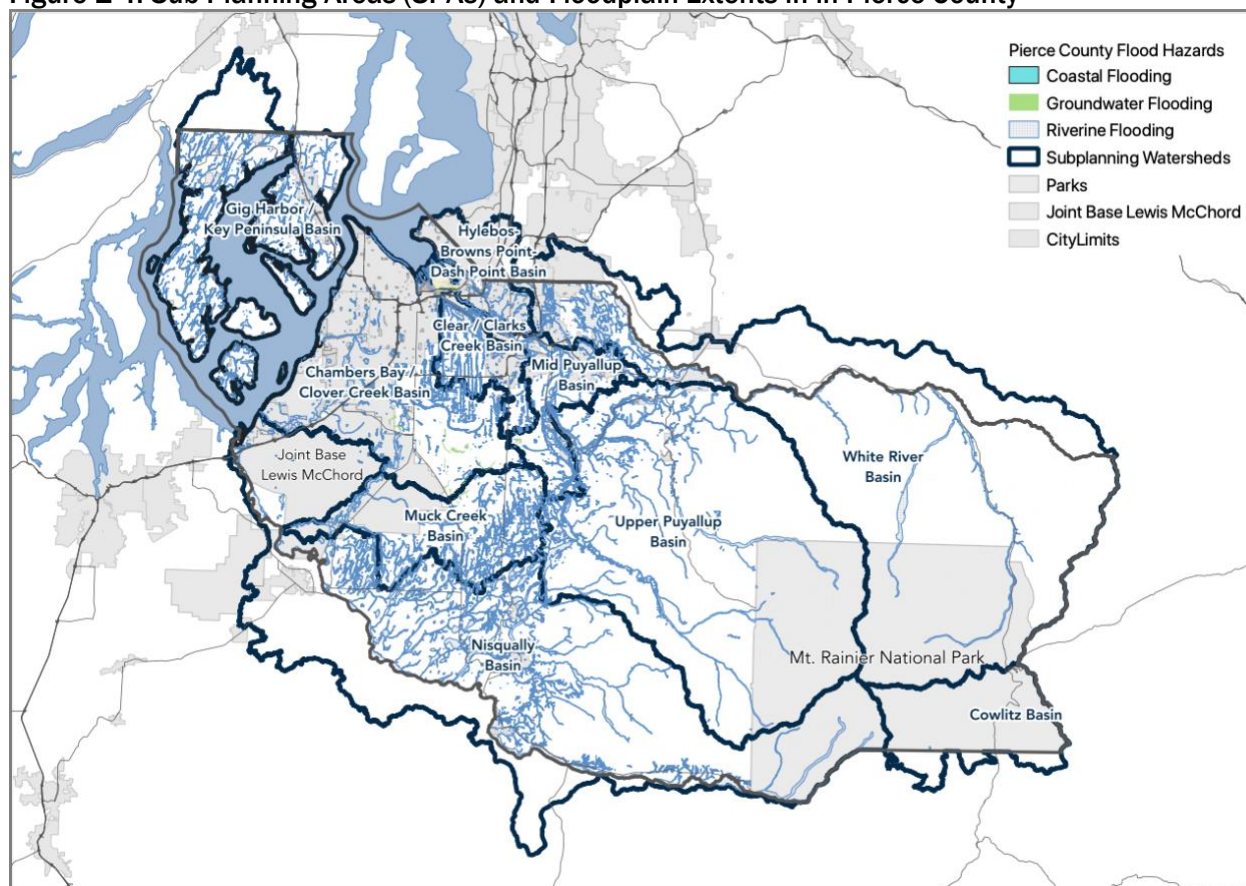 Figure Sub Planning Areas (SPAs) and Floodplain Extents in in Pierce County
Pierce County Flood Hazards
Coastal Flooding
Groundwater Flooding
Riverine Flooding
Subplanning Watersheds
Parks
Joint Base Lewis McChord
CityLimits
Gig Harbor /
Key Peninsula Basin
Hylebos-
Browns Point-
Dash Point Basin
Clear / Clarks
Creek Basin
Mid Puyallup
Basin
Chambers Bay /
Clover Creek Basin
Joint Base
Lewis McChord
White River
Basin
Muck Creek
Basin
Upper Puyallup
Basin
Nisqually
Basin
Mt. Rainier National Park
Cowlitz Basin